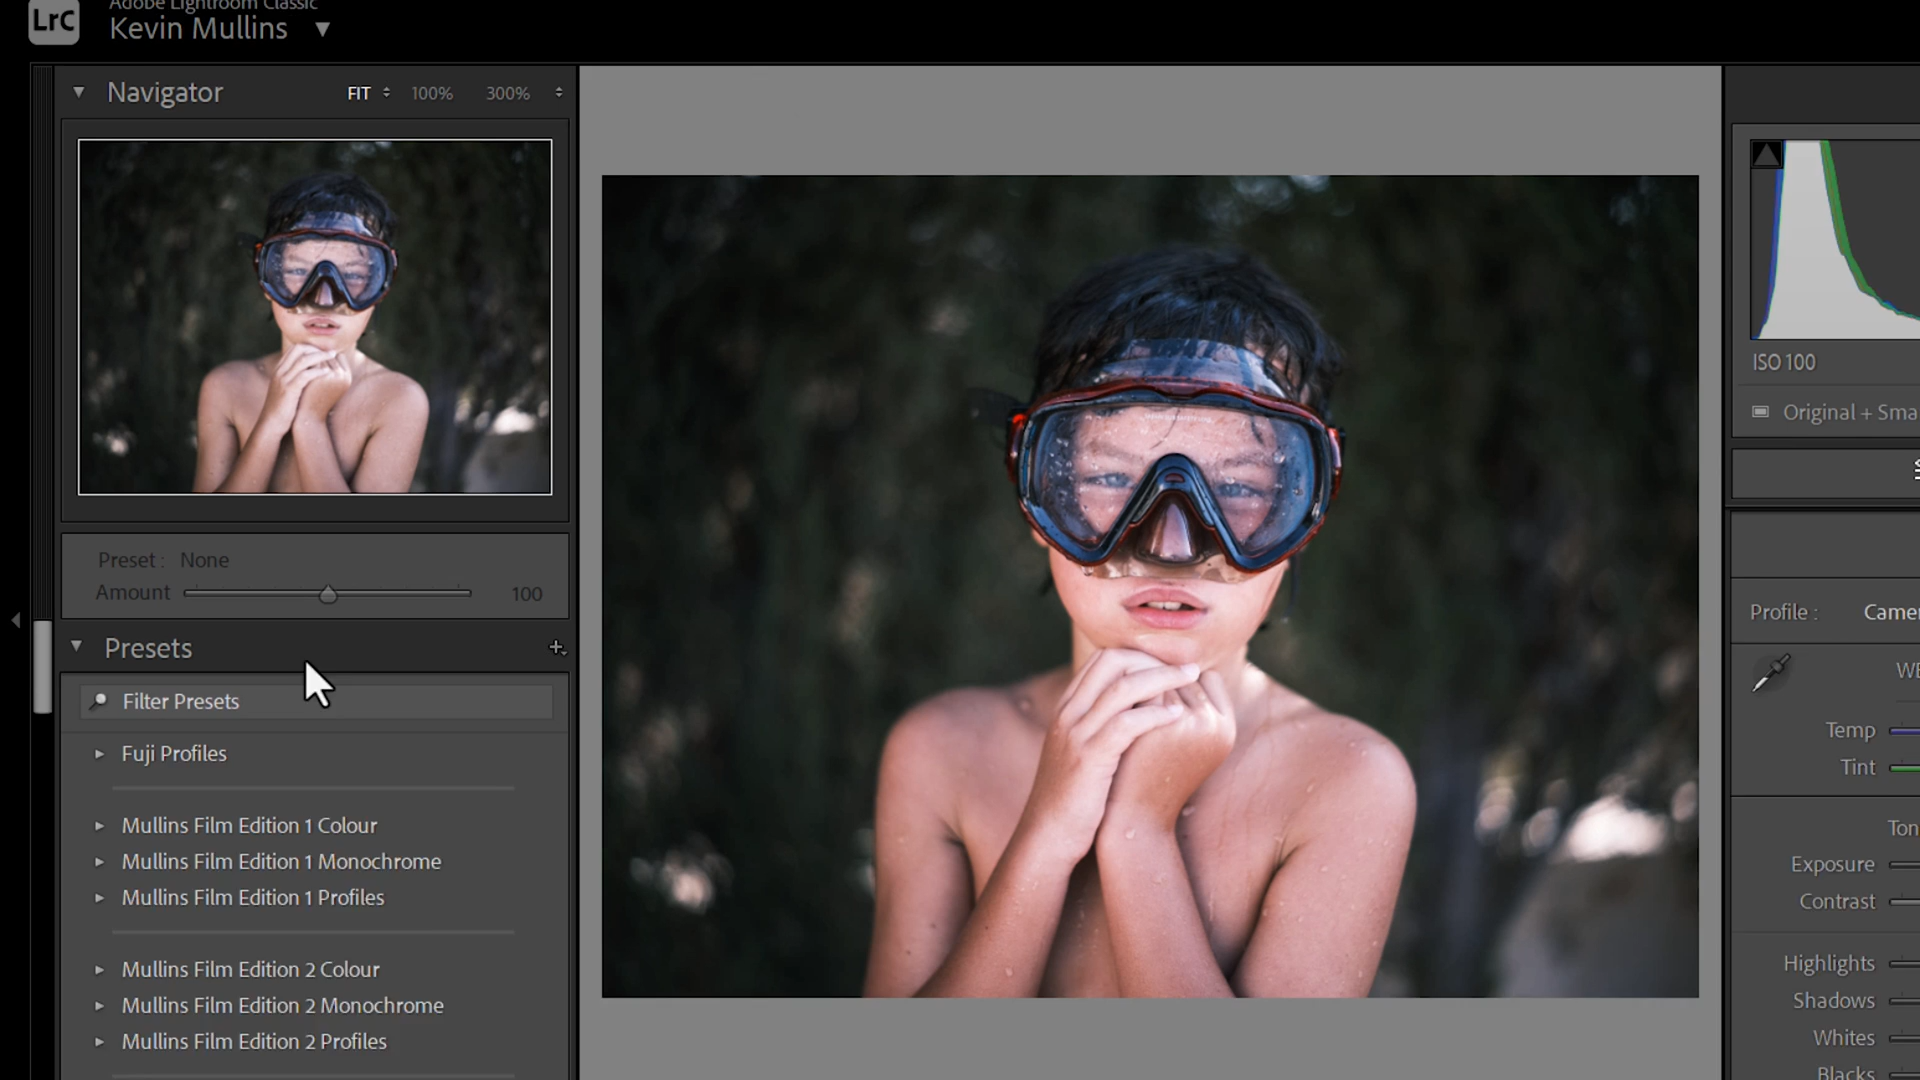 Adobe Lightroom Classic
LrC
Kevin Mullins
Navigator
FIT
100%
300%
Preset : None
Amount
100
Presets
Filter Presets
Fuji Profiles
Mullins Film Edition 1 Colour
Mullins Film Edition 1 Monochrome
Mullins Film Edition 1 Profiles
Mullins Film Edition 2 Colour
Mullins Film Edition 2 Monochrome
Mullins Film Edition 2 Profiles
ISO 100
Original + Sma
Profile :
Temp
Tint
Exposure
Contrast
Highlights
Shadows
Whites
Blacks